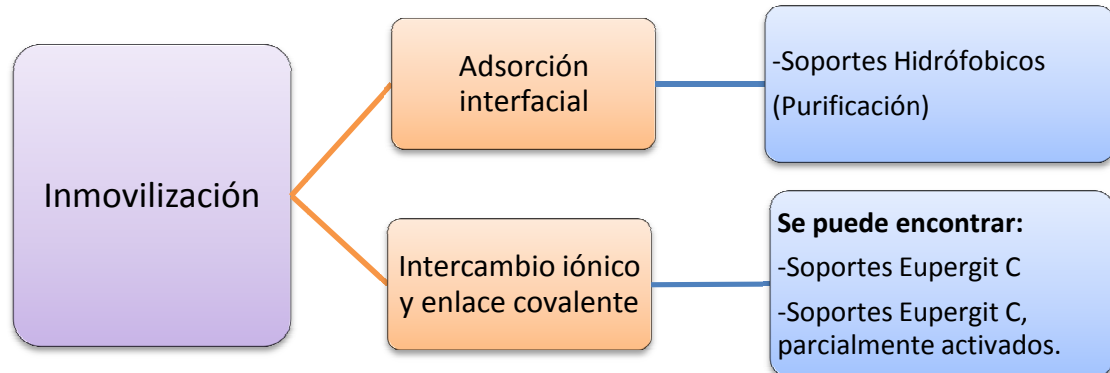 Inmovilización
Adsorción
interfacial
-Soportes Hidrófobicos
(Purificación)
Intercambio iónico
y enlace covalente
Se puede encontrar:
-Soportes Eupergit C
-Soportes Eupergit C,
parcialmente activados.